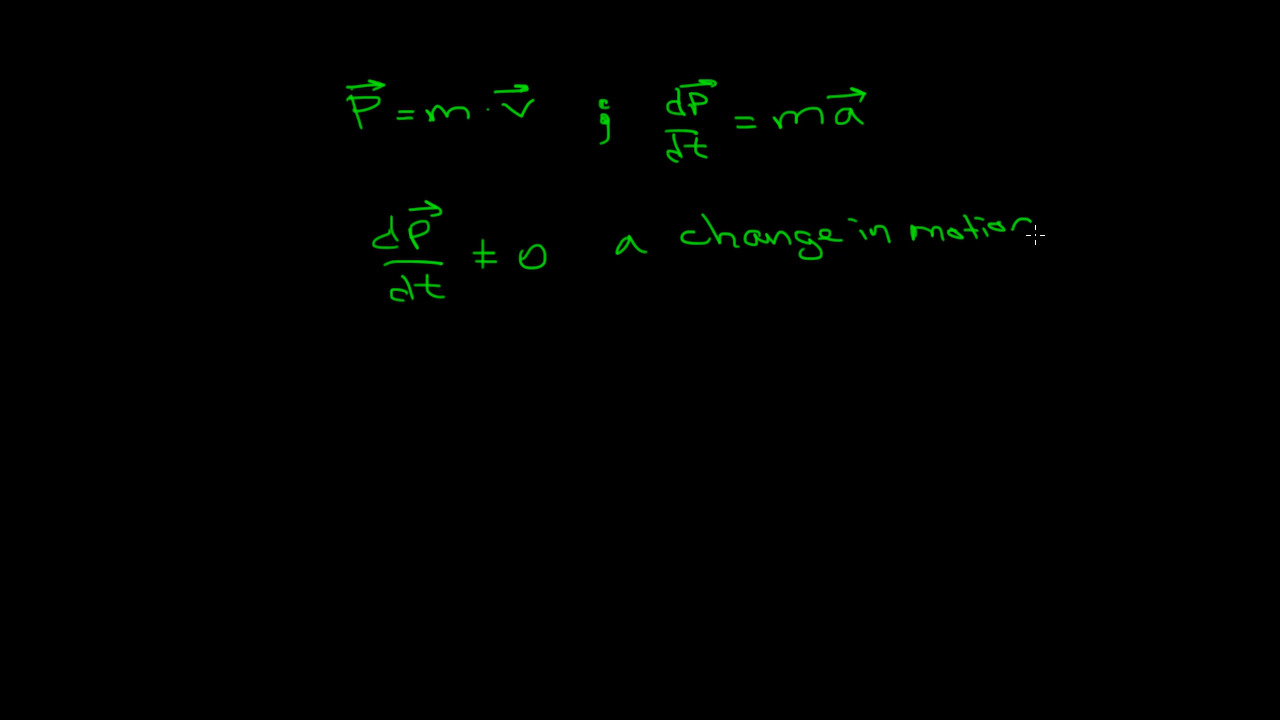 P⃗ = m · v⃗ ; dP⃗/dt = ma⃗
dP⃗/dt ≠ 0 a change in motion